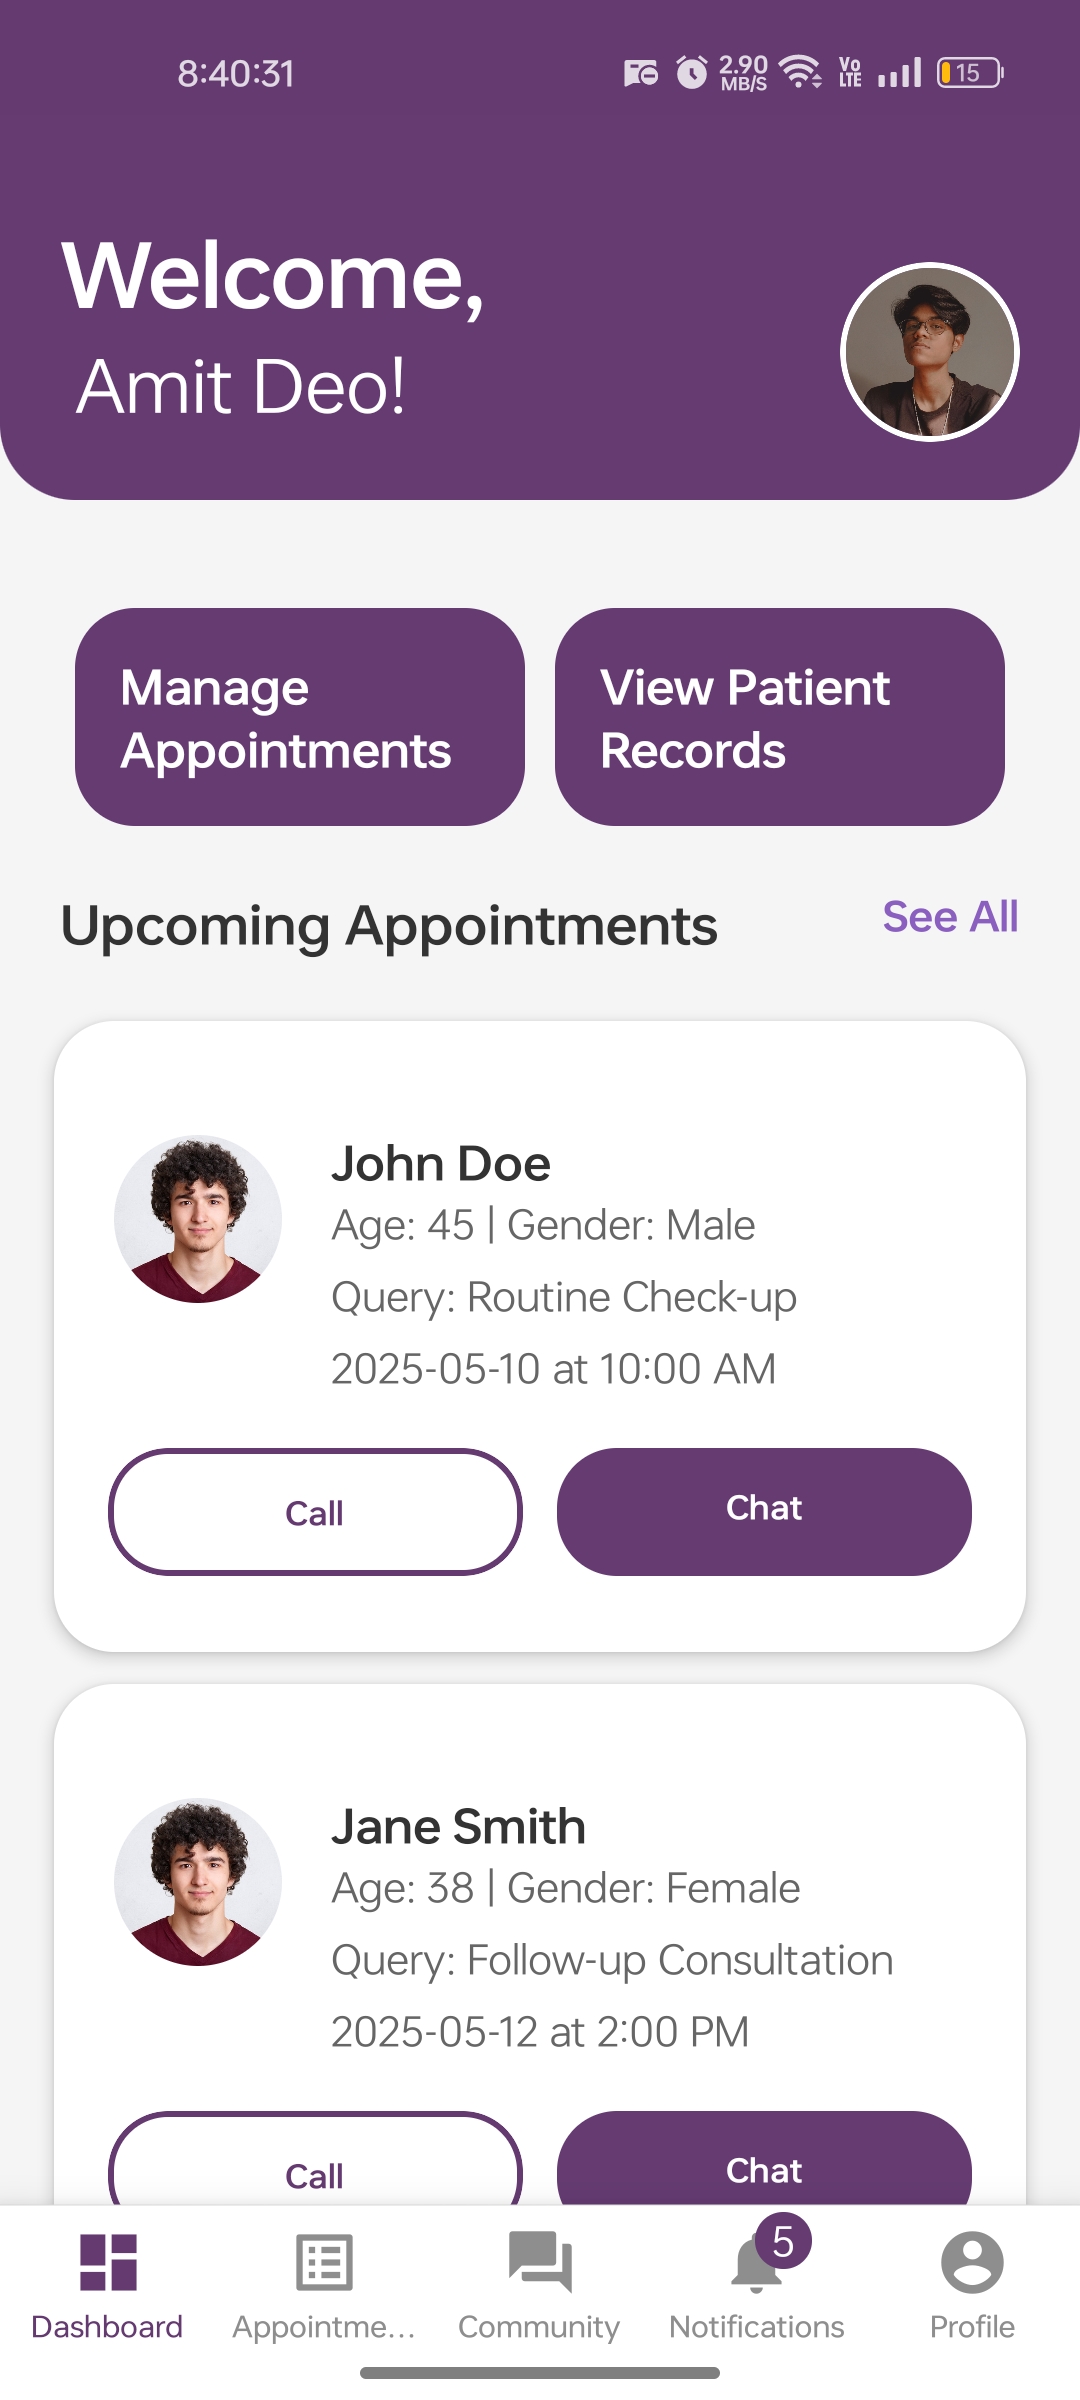 8:40:31
2.90
MB/S
Vo
LTE
15
Welcome,
Amit Deo!
Manage
Appointments
View Patient
Records
Upcoming Appointments
See All
John Doe
Age: 45 | Gender: Male
Query: Routine Check-up
2025-05-10 at 10:00 AM
Call
Chat
Jane Smith
Age: 38 | Gender: Female
Query: Follow-up Consultation
2025-05-12 at 2:00 PM
Call
Chat
5
Dashboard
Appointme...
Community
Notifications
Profile